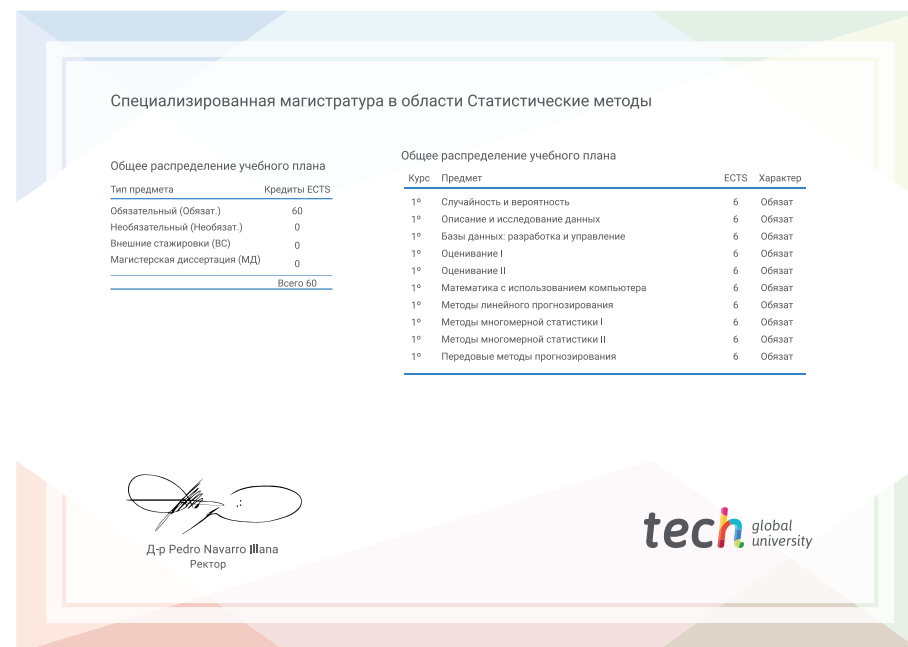 Специализированная магистратура в области Статистические методы
Общее распределение учебного плана
Тип предмета Кредиты ECTS
Обязательный (Обязат.) 60
Необязательный (Необязат.) 0
Внешние стажировки (ВС) 0
Магистерская диссертация (МД) 0
Всего 60
Общее распределение учебного плана
Курс Предмет ECTS Характер
1º Случайность и вероятность 6 Обязат
1º Описание и исследование данных 6 Обязат
1º Базы данных: разработка и управление 6 Обязат
1º Оценивание I 6 Обязат
1º Оценивание II 6 Обязат
1º Математика с использованием компьютера 6 Обязат
1º Методы линейного прогнозирования 6 Обязат
1º Методы многомерной статистики I 6 Обязат
1º Методы многомерной статистики II 6 Обязат
1º Передовые методы прогнозирования 6 Обязат
Д-р Pedro Navarro Illana
Ректор
tech global
university